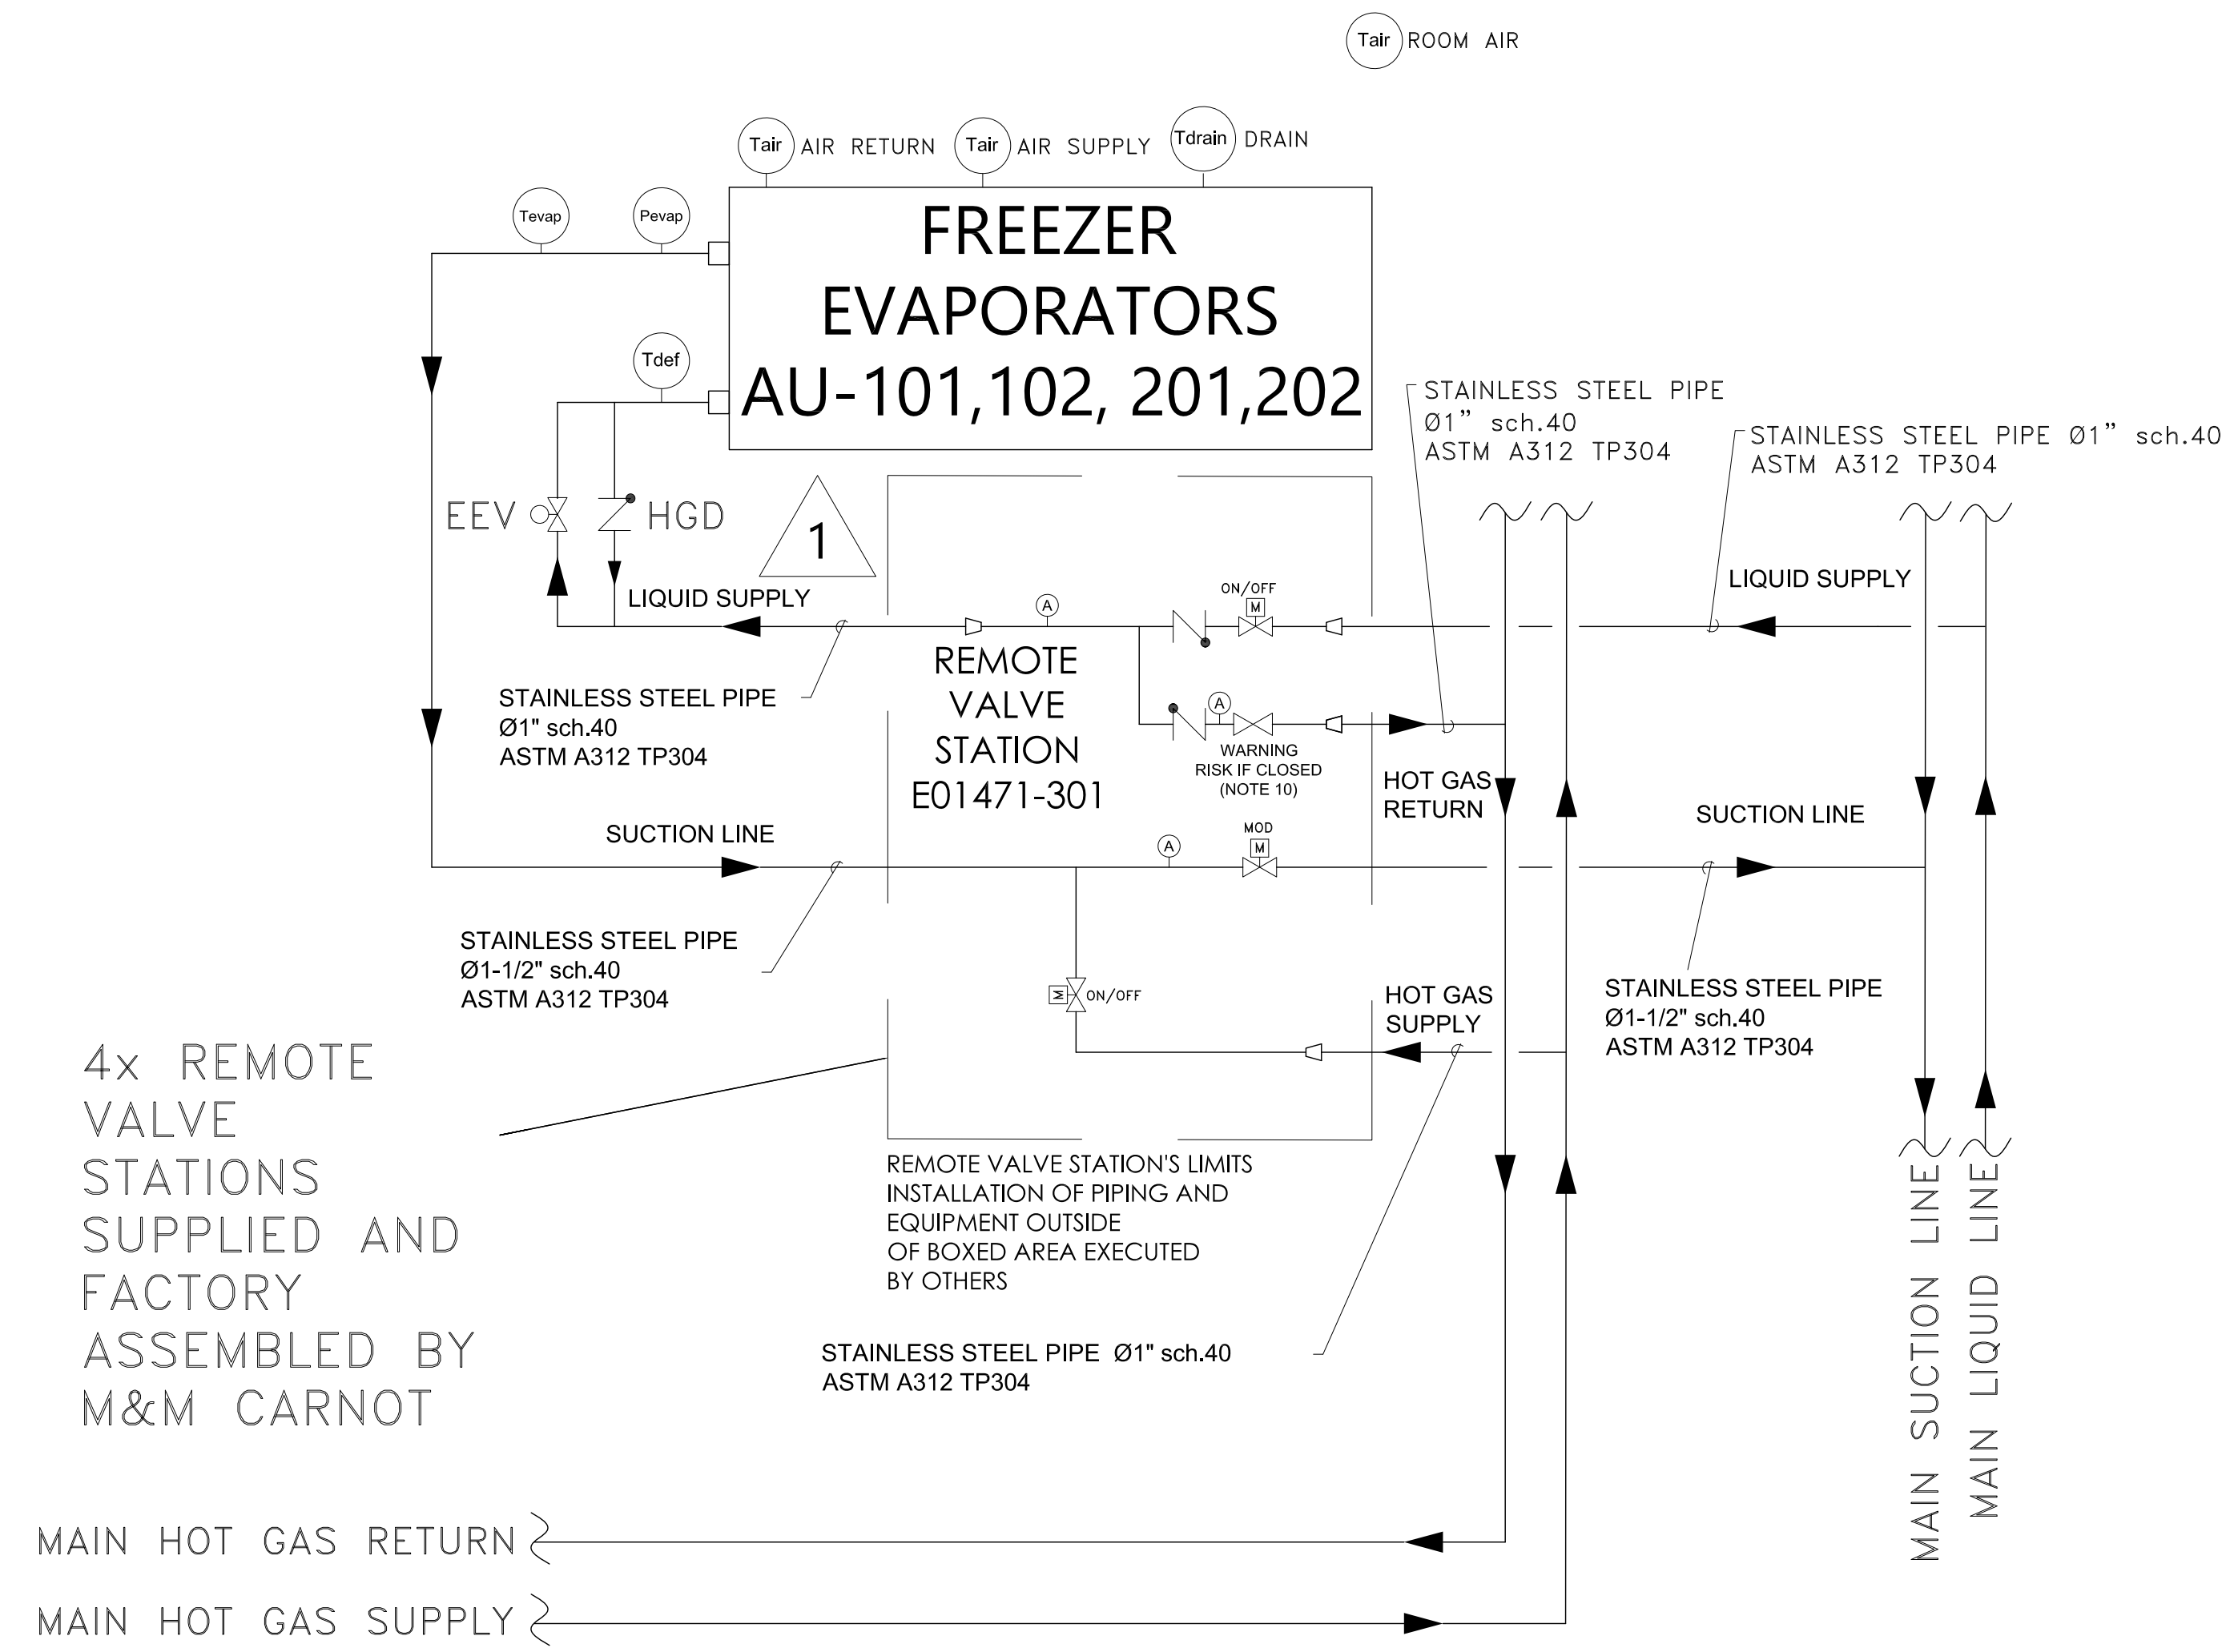 Tair ROOM AIR
Tair AIR RETURN
Tair AIR SUPPLY
Tdrain DRAIN
Tevap
Pevap
FREEZER
EVAPORATORS
AU-101,102, 201,202
Tdef
STAINLESS STEEL PIPE
Ø1” sch.40
ASTM A312 TP304
STAINLESS STEEL PIPE Ø1” sch.40
ASTM A312 TP304
EEV
HGD
1
LIQUID SUPPLY
A
ON/OFF
M
LIQUID SUPPLY
REMOTE
VALVE
STATION
E01471-301
STAINLESS STEEL PIPE
Ø1" sch.40
ASTM A312 TP304
A
WARNING
RISK IF CLOSED
(NOTE 10)
HOT GAS
RETURN
SUCTION LINE
A
MOD
M
SUCTION LINE
STAINLESS STEEL PIPE
Ø1-1/2" sch.40
ASTM A312 TP304
M
ON/OFF
HOT GAS
SUPPLY
STAINLESS STEEL PIPE
Ø1-1/2" sch.40
ASTM A312 TP304
4x REMOTE
VALVE
STATIONS
SUPPLIED AND
FACTORY
ASSEMBLED BY
M&M CARNOT
REMOTE VALVE STATION'S LIMITS
INSTALLATION OF PIPING AND
EQUIPMENT OUTSIDE
OF BOXED AREA EXECUTED
BY OTHERS
STAINLESS STEEL PIPE Ø1" sch.40
ASTM A312 TP304
MAIN SUCTION LINE
MAIN LIQUID LINE
MAIN HOT GAS RETURN
MAIN HOT GAS SUPPLY